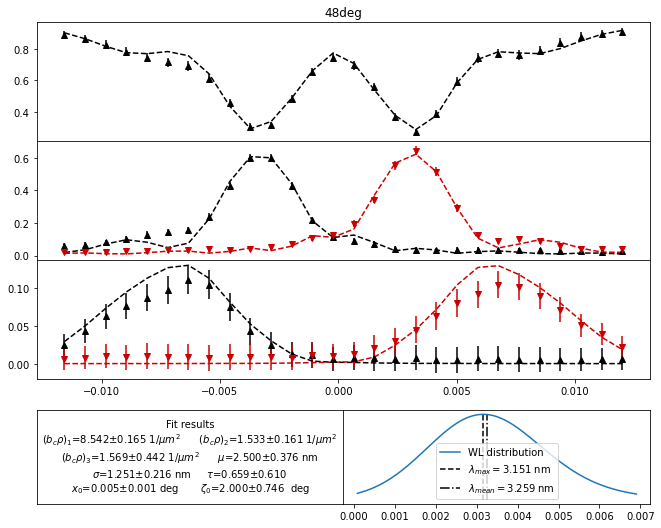 48deg
0.8
0.6
0.4
0.6
0.4
0.2
0.0
0.10
0.05
0.00
−0.010 −0.005 0.000 0.005 0.010
Fit results
(b_cρ)_1=8.542±0.165 1/μm^2 (b_cρ)_2=1.533±0.161 1/μm^2
(b_cρ)_3=1.569±0.442 1/μm^2 μ=2.500±0.376 nm
σ=1.251±0.216 nm τ=0.659±0.610
x_0=0.005±0.001 deg ζ_0=2.000±0.746 deg
WL distribution
λ_max = 3.151 nm
λ_mean = 3.259 nm
0.000 0.001 0.002 0.003 0.004 0.005 0.006 0.007